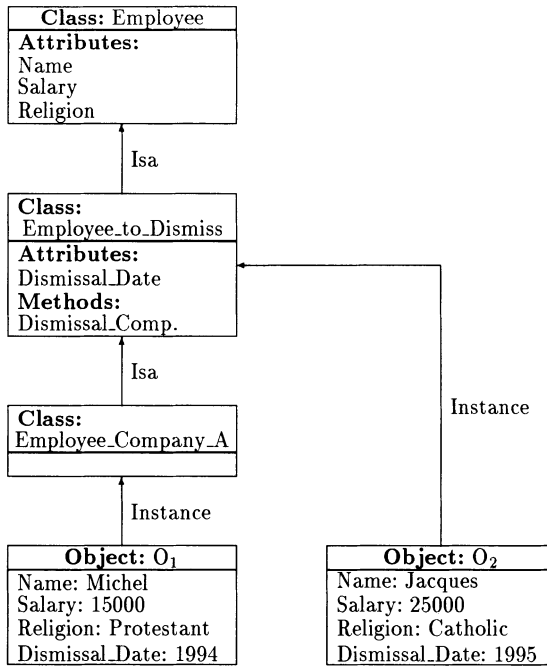 Class: Employee
Attributes:
Name
Salary
Religion
Isa
Class:
Employee_to_Dismiss
Attributes:
Dismissal_Date
Methods:
Dismissal_Comp.
Isa
Class:
Employee_Company_A
Instance
Instance
Object: O₁
Name: Michel
Salary: 15000
Religion: Protestant
Dismissal_Date: 1994
Object: O₂
Name: Jacques
Salary: 25000
Religion: Catholic
Dismissal_Date: 1995